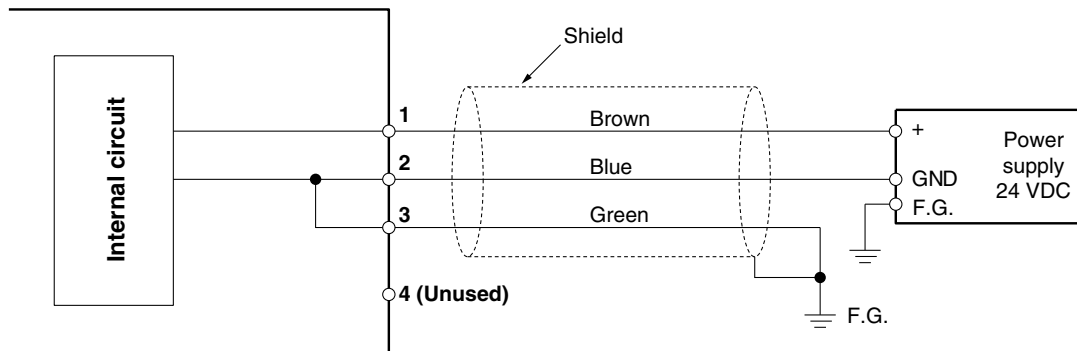 Shield
Internal circuit
1
Brown
2
Blue
3
Green
4 (Unused)
+
GND
F.G.
Power
supply
24 VDC
F.G.